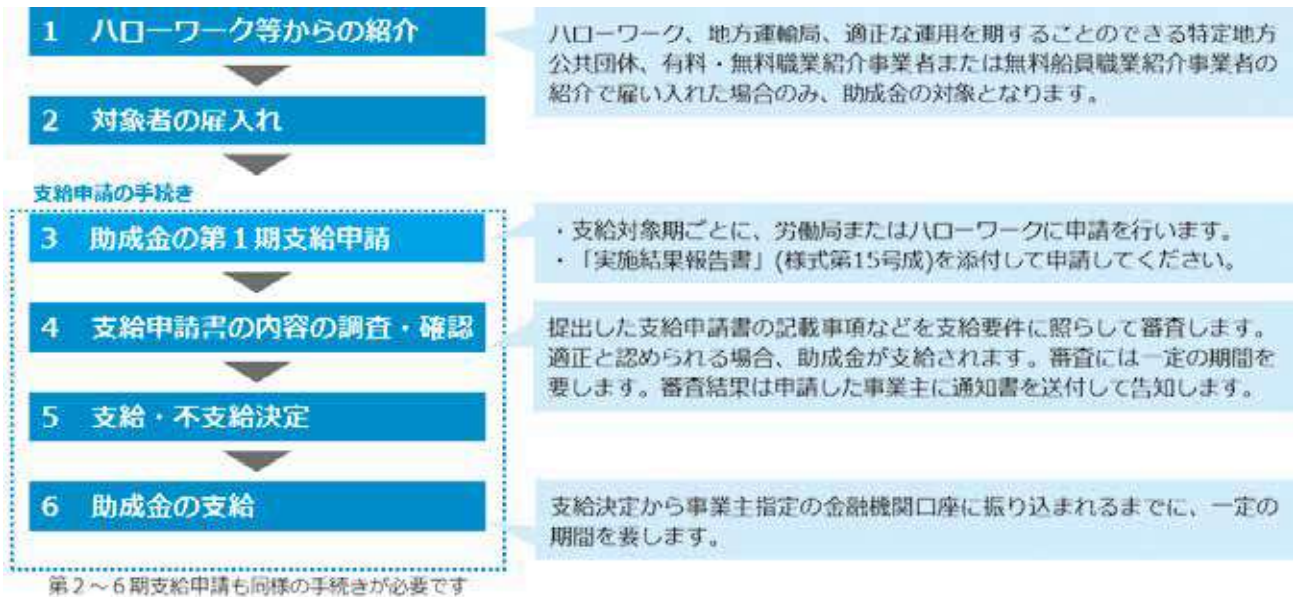 1 ハローワーク等からの紹介
ハローワーク、地方運輸局、適正な運用を期することのできる特定地方
公共団体、有料・無料職業紹介事業者または無料船員職業紹介事業者の
紹介で雇い入れた場合のみ、助成金の対象となります。
2 対象者の雇入れ
支給申請の手続き
3 助成金の第1期支給申請
・支給対象期ごとに、労働局またはハローワークに申請を行います。
・「実施結果報告書」(様式第15号成)を添付して申請してください。
4 支給申請書の内容の調査・確認
提出した支給申請書の記載事項などを支給要件に照らして審査します。
適正と認められる場合、助成金が支給されます。審査には一定の期間を
要します。審査結果は申請した事業主に通知書を送付して告知します。
5 支給・不支給決定
6 助成金の支給
支給決定から事業主指定の金融機関口座に振り込まれるまでに、一定の
期間を要します。
第2～6期支給申請も同様の手続きが必要です